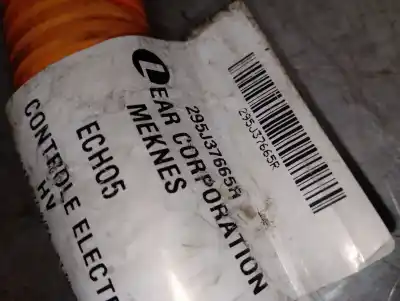 295J37665R
295J37665R
LEAR CORPORATION
MEKNES
ECH05
CONTROLE ELECT
HV